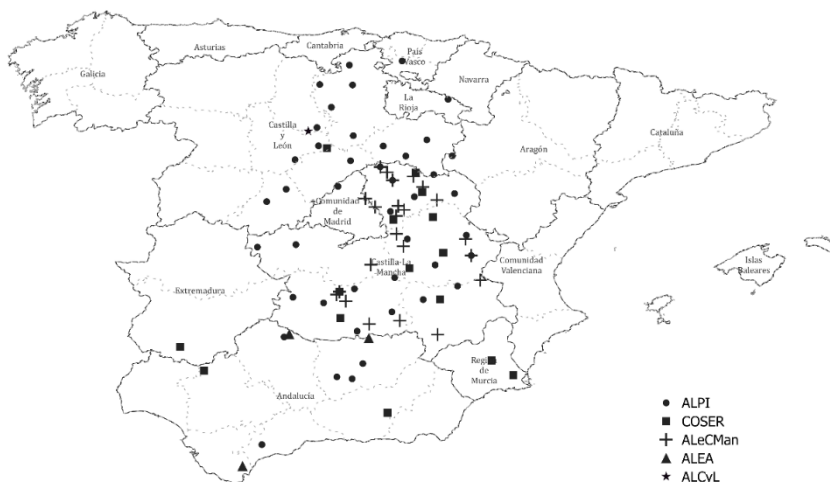 Asturias
Cantabria
País
Vasco
Navarra
Galicia
La
Rioja
Castilla
y
León
Aragón
Cataluña
Comunidad
de
Madrid
Castilla-La
Mancha
Comunidad
Valenciana
Islas
Baleares
Extremadura
Región
de
Murcia
Andalucía
ALPI
COSER
ALeCMan
ALEA
ALCyL